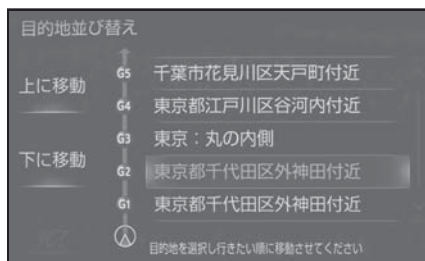 目的地並び替え
上に移動
下に移動
G5 千葉市花見川区天戸町付近
G4 東京都江戸川区谷河内付近
G3 東京：丸の内側
G2 東京都千代田区外神田付近
G1 東京都千代田区外神田付近
目的地を選択し行きたい順に移動させてください